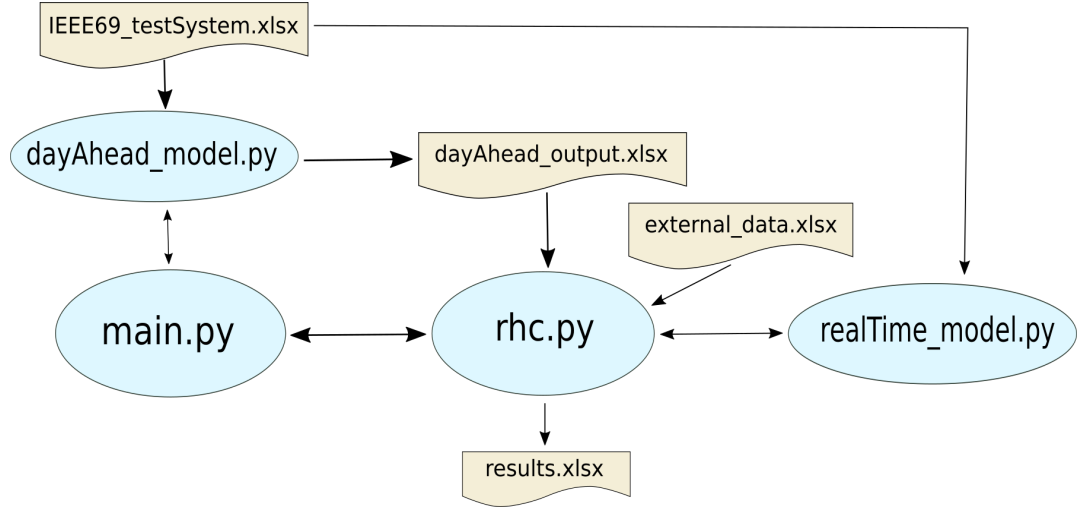 IEEE69_testSystem.xlsx
dayAhead_model.py
dayAhead_output.xlsx
external_data.xlsx
main.py
rhc.py
realTime_model.py
results.xlsx